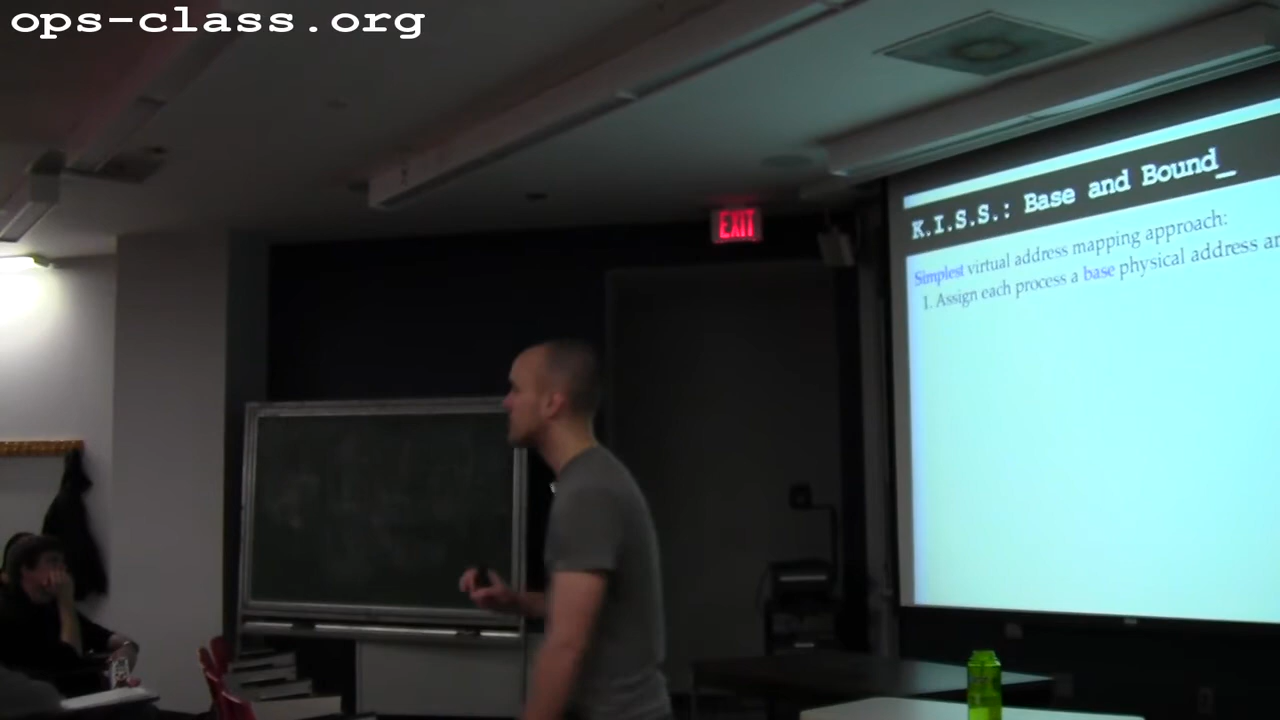 ops-class.org
EXIT
K.I.S.S.: Base and Bound_
Simplest virtual address mapping approach:
1. Assign each process a base physical address